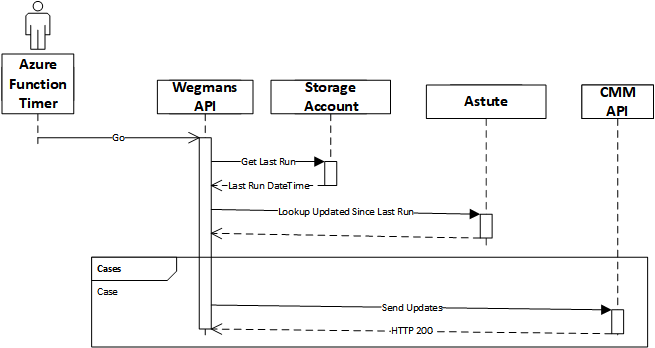 Azure
Function
Timer
Wegmans
API
Storage
Account
Astute
CMM
API
Go
Get Last Run
Last Run DateTime
Lookup Updated Since Last Run
Cases
Case
Send Updates
HTTP 200